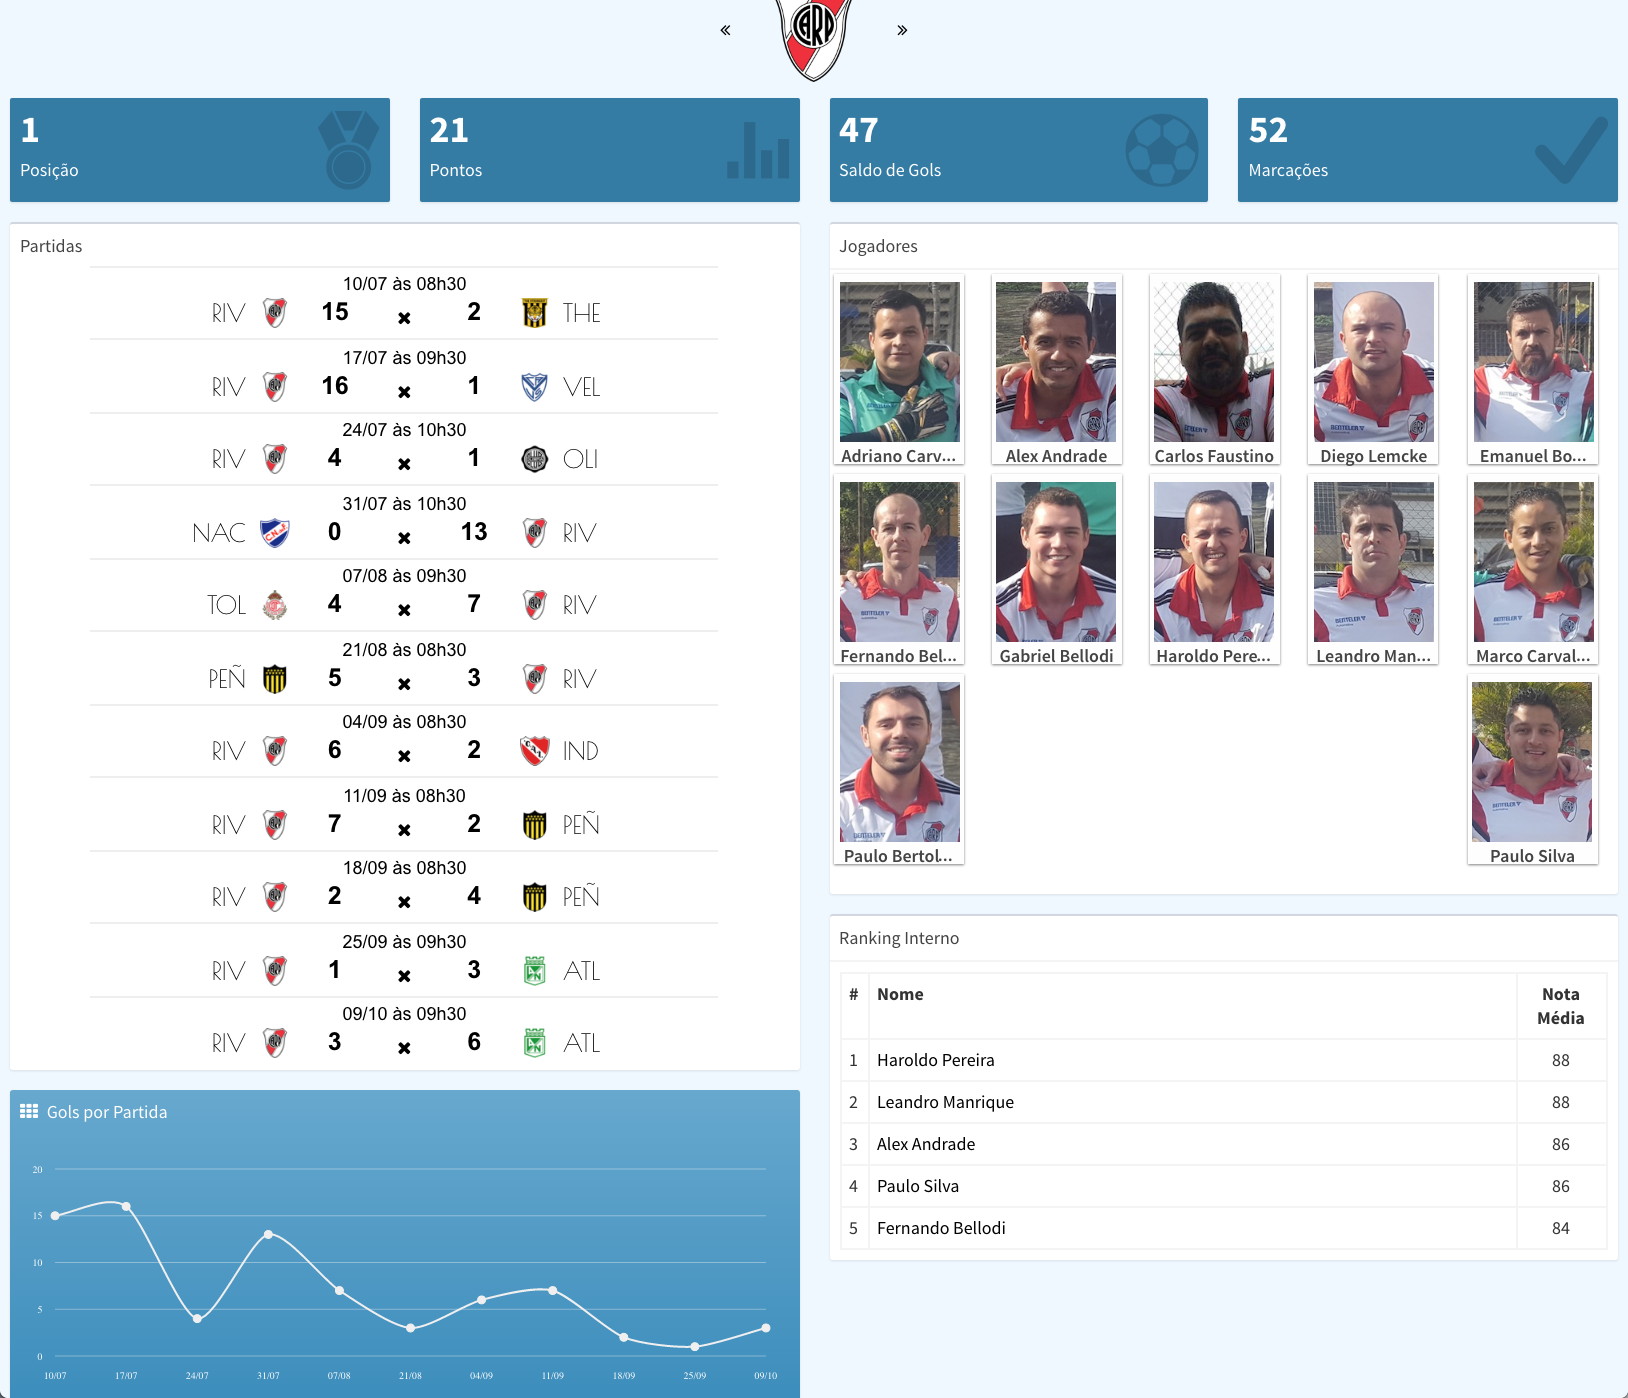 «
CARP
»
1
Posição
21
Pontos
47
Saldo de Gols
52
Marcações
Partidas
10/07 às 08h30
RIV 15 × 2 THE
17/07 às 09h30
RIV 16 × 1 VEL
24/07 às 10h30
RIV 4 × 1 OLI
31/07 às 10h30
NAC 0 × 13 RIV
07/08 às 09h30
TOL 4 × 7 RIV
21/08 às 08h30
PEÑ 5 × 3 RIV
04/09 às 08h30
RIV 6 × 2 IND
11/09 às 08h30
RIV 7 × 2 PEÑ
18/09 às 08h30
RIV 2 × 4 PEÑ
25/09 às 09h30
RIV 1 × 3 ATL
09/10 às 09h30
RIV 3 × 6 ATL
Gols por Partida
20
15
10
5
0
10/07 17/07 24/07 31/07 07/08 21/08 04/09 11/09 18/09 25/09 09/10
Jogadores
Adriano Carv... Alex Andrade Carlos Faustino Diego Lemcke Emanuel Bo...
Fernando Bel... Gabriel Bellodi Haroldo Pere... Leandro Man... Marco Carval...
Paulo Bertol... Paulo Silva
Ranking Interno
# Nome Nota
Média
1 Haroldo Pereira 88
2 Leandro Manrique 88
3 Alex Andrade 86
4 Paulo Silva 86
5 Fernando Bellodi 84